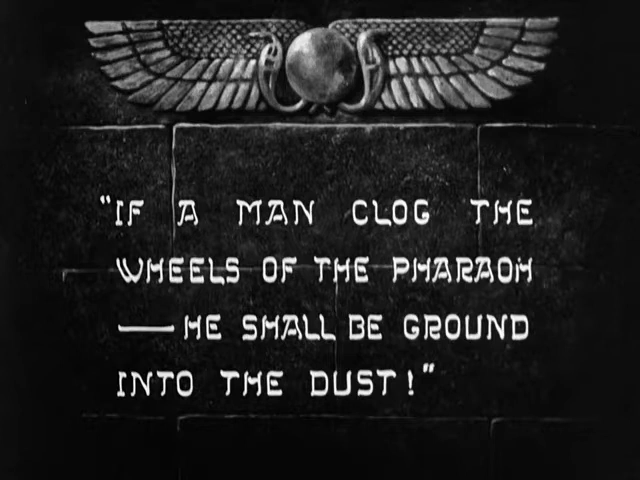 "IF A MAN CLOG THE
WHEELS OF THE PHARAOH
— HE SHALL BE GROUND
INTO THE DUST!"